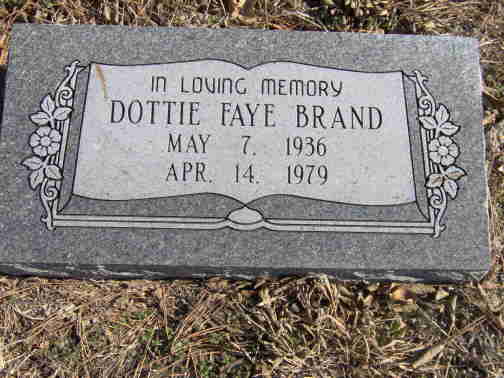 IN LOVING MEMORY
DOTTIE FAYE BRAND
MAY 7, 1936
APR. 14, 1979